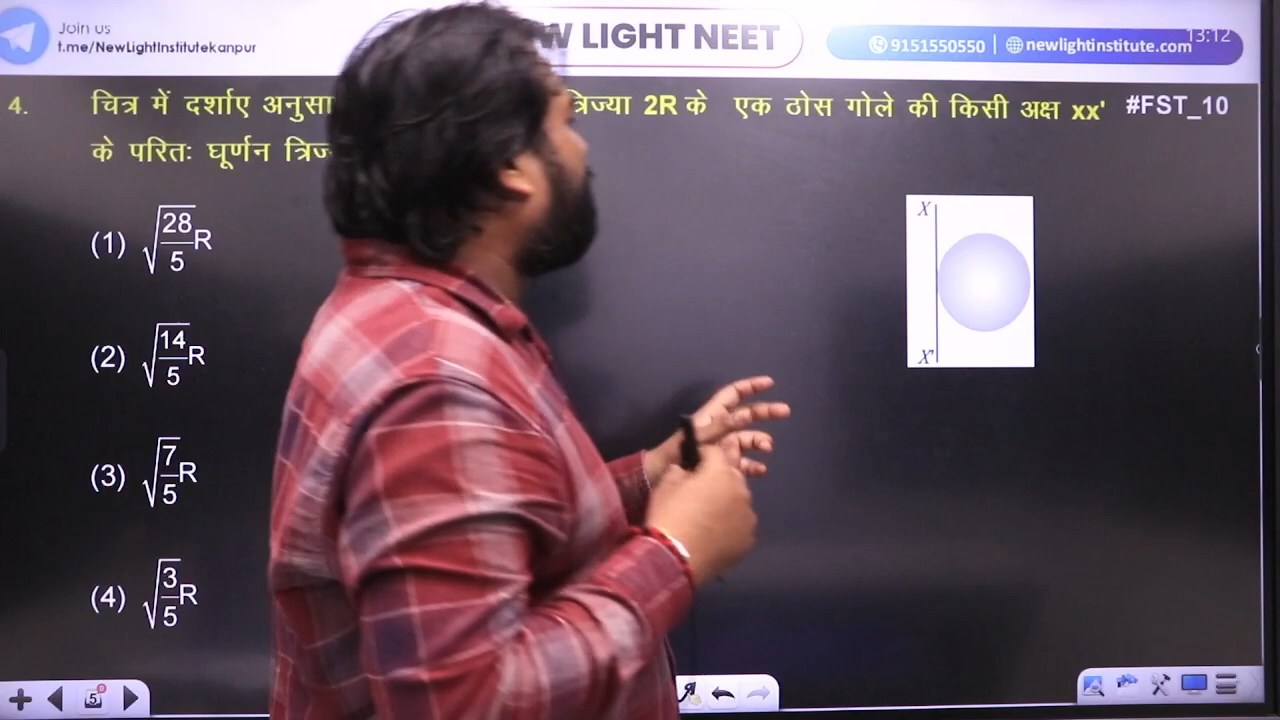 Join us
t.me/NewLightInstitutekanpur
LIGHT NEET
9151550550 | newlightinstitute.com
13:12
4. चित्र में दर्शाए त्रिज्या 2R के एक ठोस गोले की किसी अक्ष xx' #FST_10
के परितः घूर्णन
(1) √28/5 R
(2) √14/5 R
(3) √7/5 R
(4) √3/5 R
X
X'
5